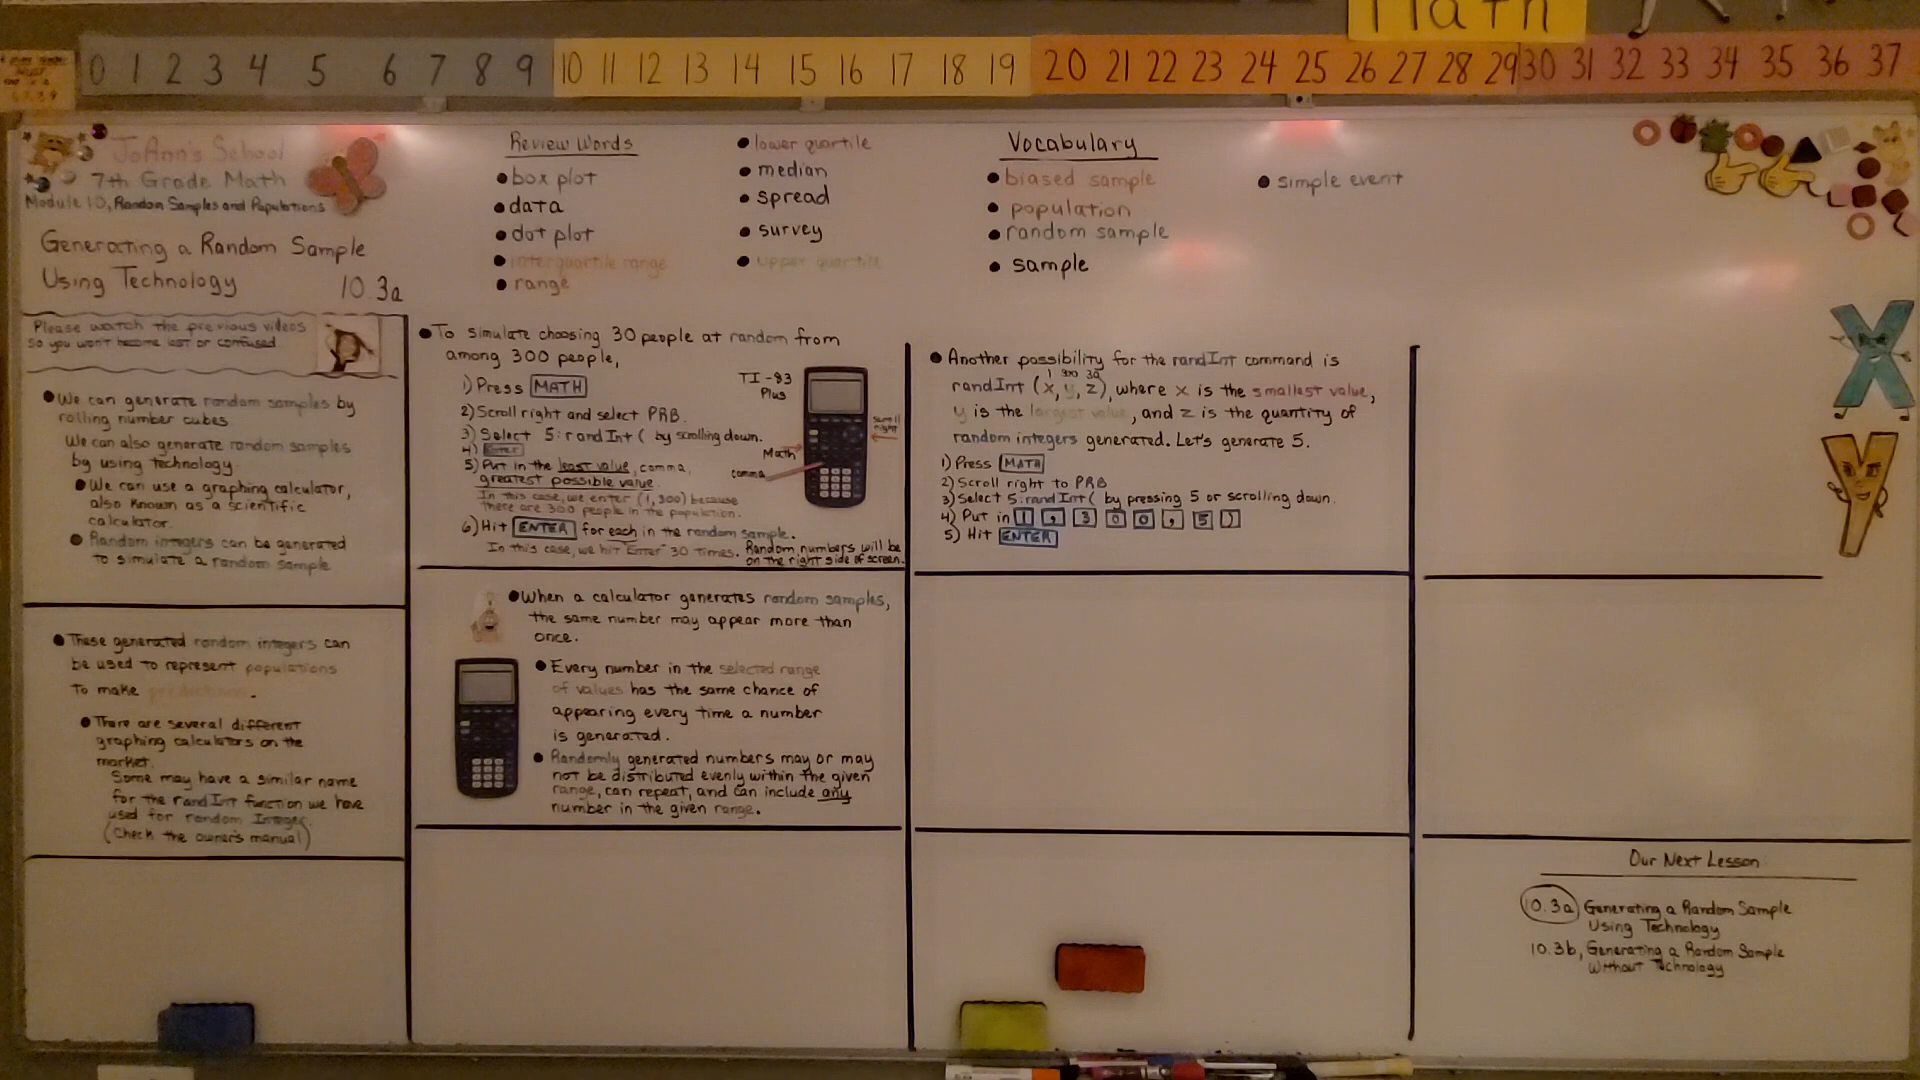 Math
0 1 2 3 4 5 6 7 8 9 10 11 12 13 14 15 16 17 18 19 20 21 22 23 24 25 26 27 28 29 30 31 32 33 34 35 36 37
JoAnn's School
7th Grade Math
Module 10, Random Samples and Populations
Generating a Random Sample
Using Technology 10.3a
Review Words
• box plot
• data
• dot plot
• interquartile range
• range
• lower quartile
• median
• spread
• survey
• upper quartile
Vocabulary
• biased sample
• population
• random sample
• sample
• simple event
Please watch the previous videos
so you won't become lost or confused
• We can generate random samples by
rolling number cubes
We can also generate random samples
by using technology.
• We can use a graphing calculator,
also known as a scientific
calculator.
• Random integers can be generated
to simulate a random sample
• These generated random integers can
be used to represent populations
to make predictions.
• There are several different
graphing calculators on the
market.
Some may have a similar name
for the randInt function we have
used for random Integer.
(Check the owner's manual)
• To simulate choosing 30 people at random from
among 300 people,
1) Press MATH
2) Scroll right and select PRB.
3) Select 5: randInt ( by scrolling down.
4) Enter
5) Put in the least value, comma,
greatest possible value.
In this case, we enter (1,300) because
there are 300 people in the population.
6) Hit ENTER for each in the random sample.
In this case, we hit "Enter" 30 times. Random numbers will be
on the right side of screen.
TI-83
Plus
scroll
right
Math
comma
• When a calculator generates random samples,
the same number may appear more than
once.
• Every number in the selected range
of values has the same chance of
appearing every time a number
is generated.
• Randomly generated numbers may or may
not be distributed evenly within the given
range, can repeat, and can include any
number in the given range.
• Another possibility for the randInt command is
1 300 30
randInt (x, y, z), where x is the smallest value,
y is the largest value, and z is the quantity of
random integers generated. Let's generate 5.
1) Press MATH
2) Scroll right to PRB
3) Select 5: randInt ( by pressing 5 or scrolling down.
4) Put in 1 , 3 0 0 , 5 )
5) Hit ENTER
X
Y
Our Next Lesson
10.3a Generating a Random Sample
Using Technology
10.3b, Generating a Random Sample
Without Technology